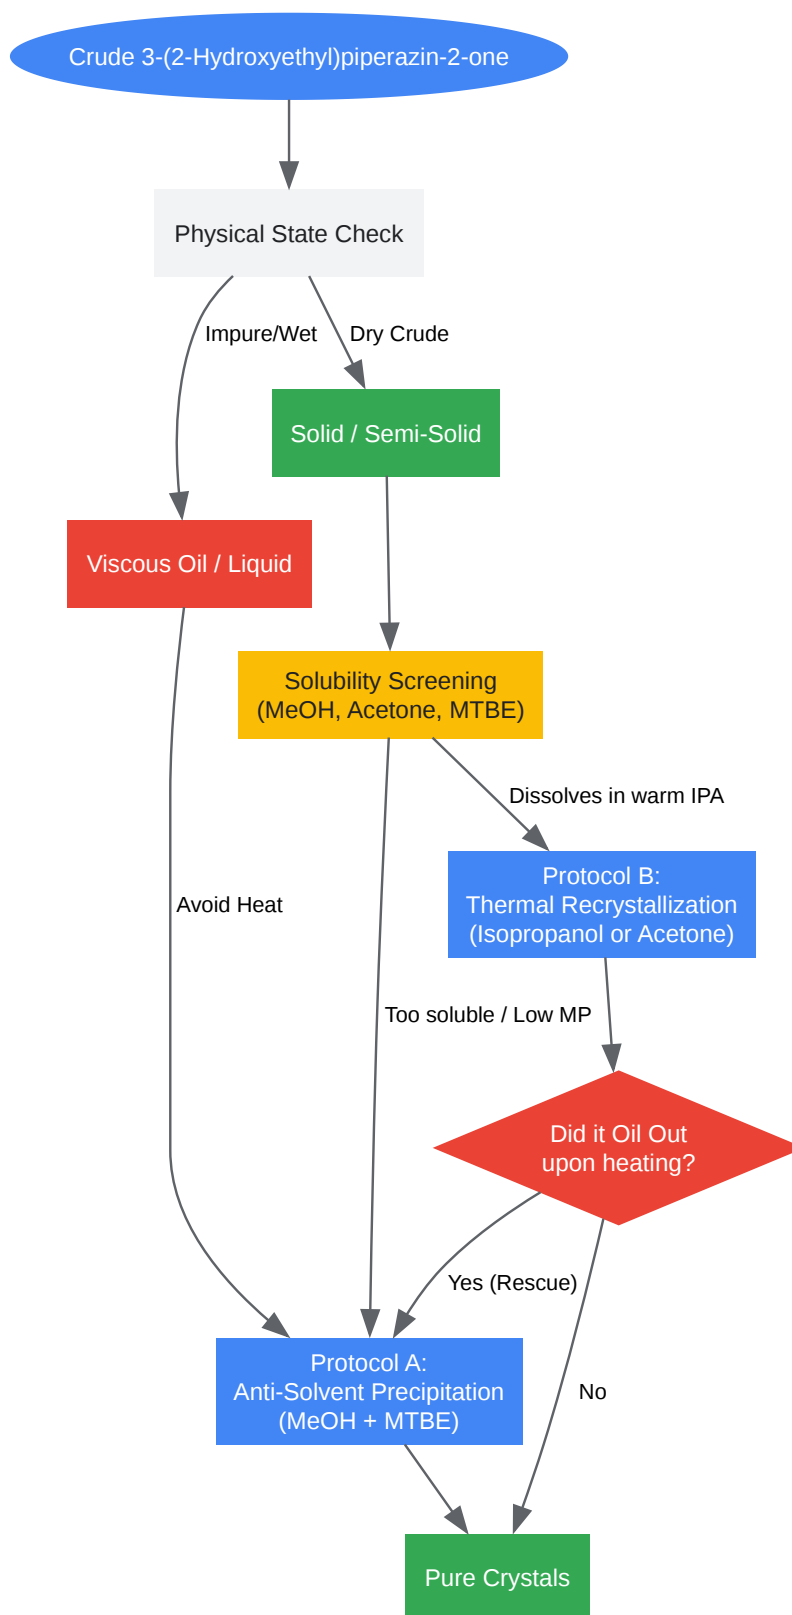 Crude 3-(2-Hydroxyethyl)piperazin-2-one
Physical State Check
Impure/Wet
Dry Crude
Solid / Semi-Solid
Viscous Oil / Liquid
Solubility Screening
(MeOH, Acetone, MTBE)
Dissolves in warm IPA
Protocol B:
Thermal Recrystallization
(Isopropanol or Acetone)
Avoid Heat
Too soluble / Low MP
Did it Oil Out
upon heating?
Yes (Rescue)
No
Protocol A:
Anti-Solvent Precipitation
(MeOH + MTBE)
Pure Crystals